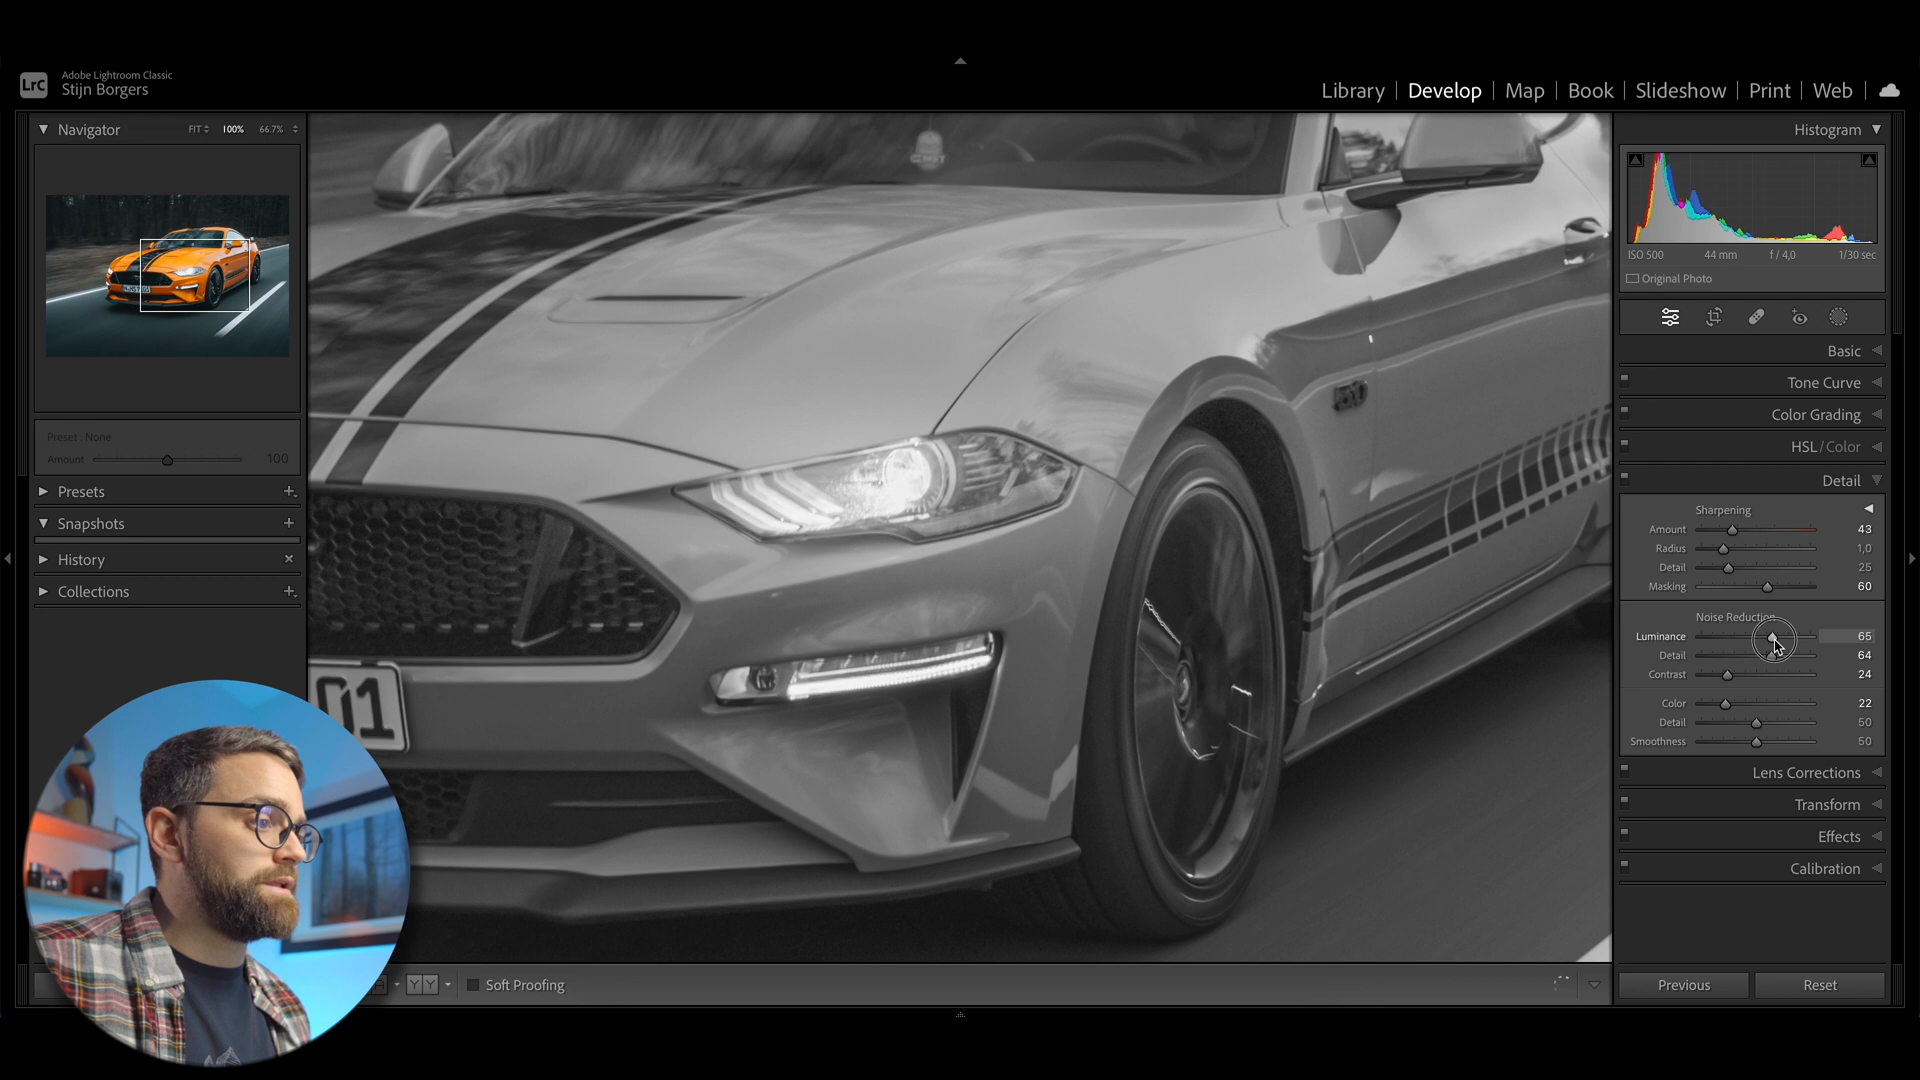 LrC
Adobe Lightroom Classic
Stijn Borgers
Library | Develop | Map | Book | Slideshow | Print | Web
Navigator FIT 100% 66.7%
Preset : None
Amount 100
Presets
Snapshots
History
Collections
GMST
01
5.0
Soft Proofing
Histogram
ISO 500 44 mm f / 4,0 1/30 sec
Original Photo
Basic
Tone Curve
Color Grading
HSL / Color
Detail
Sharpening
Amount 43
Radius 1,0
Detail 25
Masking 60
Noise Reduction
Luminance 65
Detail 64
Contrast 24
Color 22
Detail 50
Smoothness 50
Lens Corrections
Transform
Effects
Calibration
Previous Reset